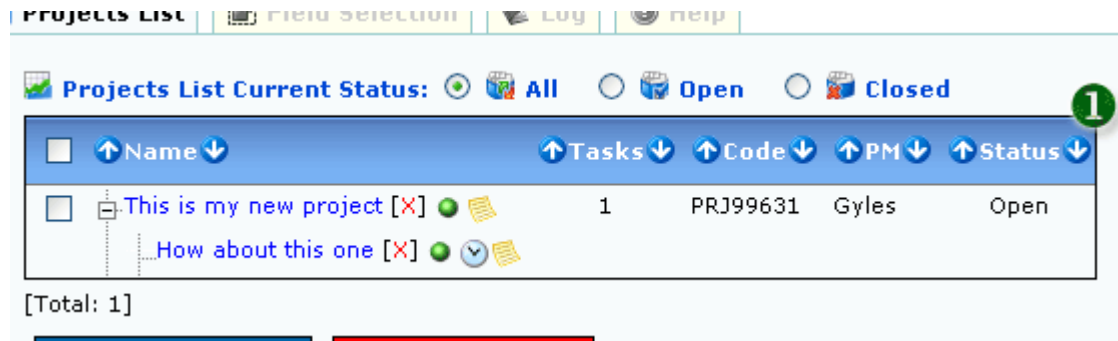 Projects List Field Selection Log Help
Projects List Current Status: All Open Closed
1
Name Tasks Code PM Status
This is my new project [X] 1 PRJ99631 Gyles Open
How about this one [X]
[Total: 1]